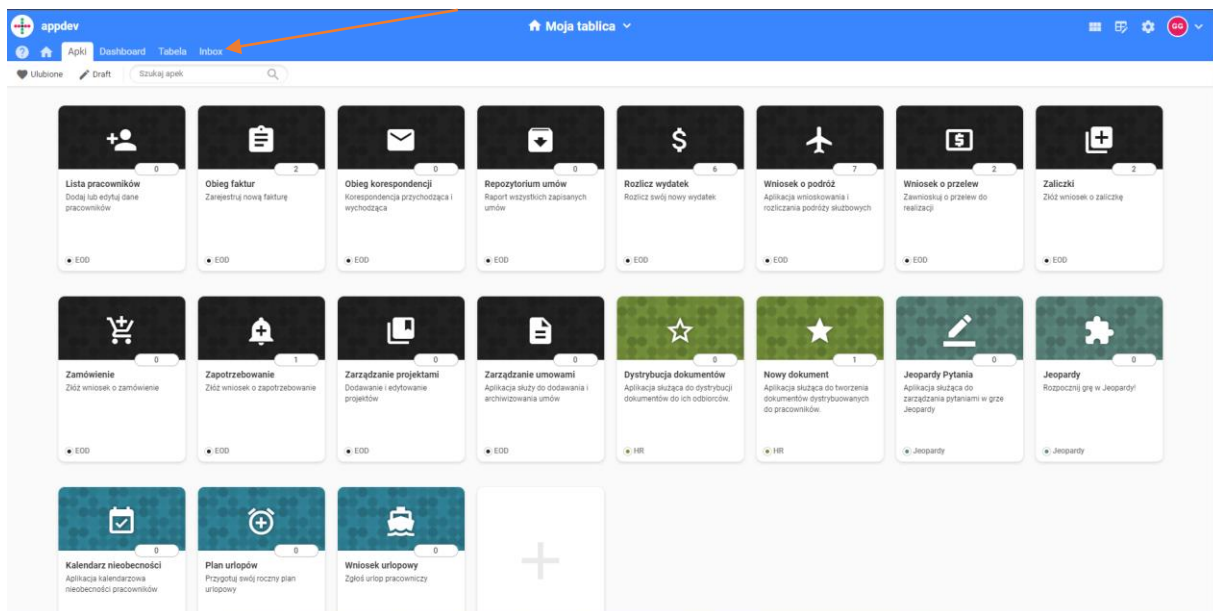 appdev
Moja tablica
GG
Apki Dashboard Tabela Inbox
Ulubione Draft Szukaj apek
0
Lista pracowników
Dodaj lub edytuj dane
pracowników
EOD
2
Obieg faktur
Zarejestruj nową fakturę
EOD
0
Obieg korespondencji
Korespondencja przychodząca i
wychodząca
EOD
0
Repozytorium umów
Raport wszystkich zapisanych
umów
EOD
6
Rozlicz wydatek
Rozlicz swój nowy wydatek
EOD
7
Wniosek o podróż
Aplikacja wnioskowania i
rozliczania podróży służbowych
EOD
2
Wniosek o przelew
Zawnioskuj o przelew do
realizacji
EOD
2
Zaliczki
Złóż wniosek o zaliczkę
EOD
0
Zamówienie
Złóż wniosek o zamówienie
EOD
1
Zapotrzebowanie
Złóż wniosek o zapotrzebowanie
EOD
0
Zarządzanie projektami
Dodawanie i edytowanie
projektów
EOD
0
Zarządzanie umowami
Aplikacja służy do dodawania i
archiwizowania umów
EOD
0
Dystrybucja dokumentów
Aplikacja służąca do dystrybucji
dokumentów do ich odbiorców.
HR
1
Nowy dokument
Aplikacja służąca do tworzenia
dokumentów dystrybuowanych
do pracowników.
HR
0
Jeopardy Pytania
Aplikacja służąca do
zarządzania pytaniami w grze
Jeopardy
Jeopardy
0
Jeopardy
Rozpocznij grę w Jeopardy!
Jeopardy
0
Kalendarz nieobecności
Aplikacja kalendarzowa
nieobecności pracowników
0
Plan urlopów
Przygotuj swój roczny plan
urlopowy
0
Wniosek urlopowy
Zgłoś urlop pracowniczy